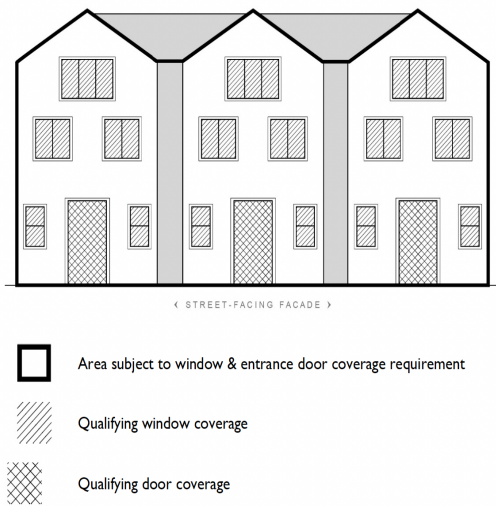 ‹ STREET-FACING FACADE ›
Area subject to window & entrance door coverage requirement
Qualifying window coverage
Qualifying door coverage